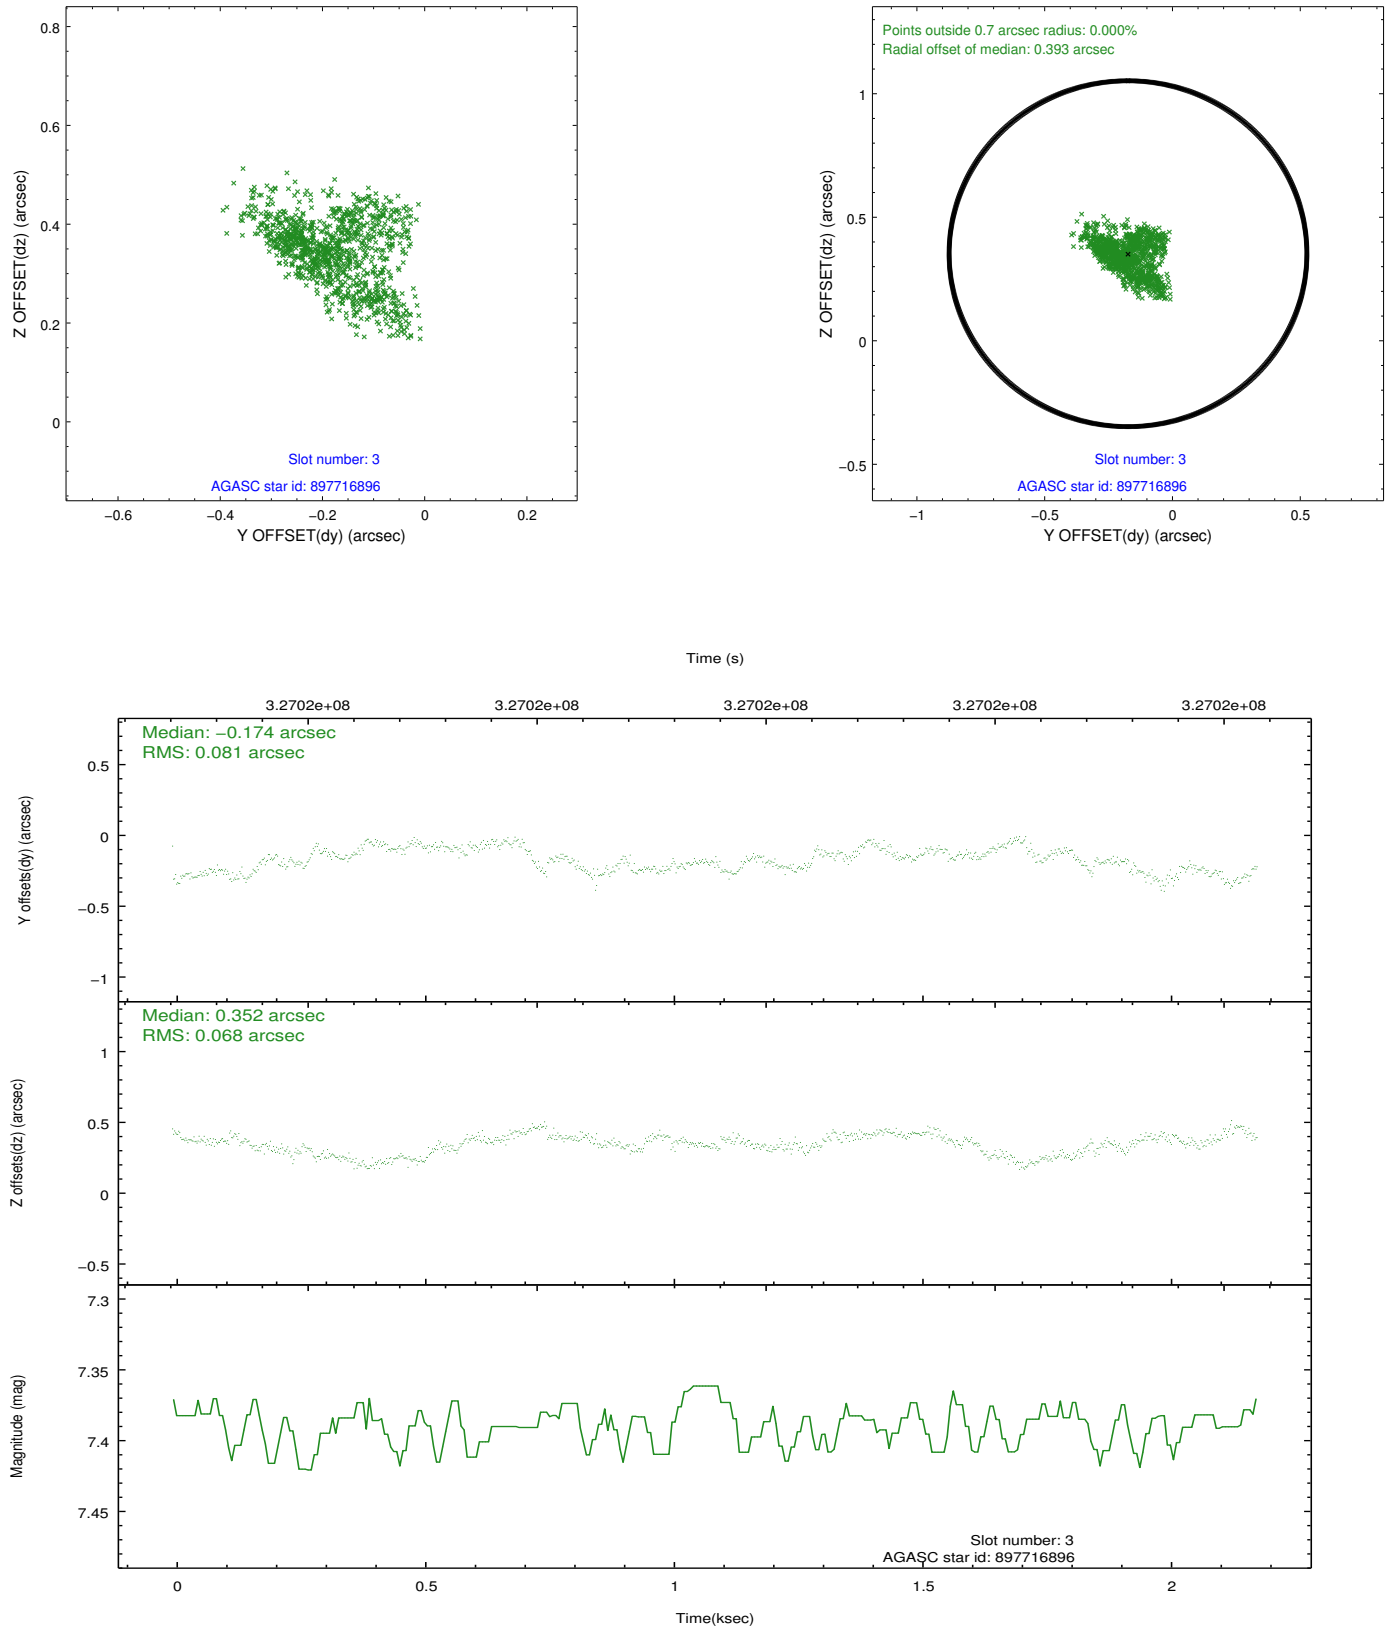 0.8
0.6
0.4
0.2
0
−0.6
−0.4
−0.2
0
0.2
Z OFFSET(dz) (arcsec)
Y OFFSET(dy) (arcsec)
Slot number: 3
AGASC star id: 897716896
Points outside 0.7 arcsec radius: 0.000%
Radial offset of median: 0.393 arcsec
1
0.5
0
−0.5
−1
−0.5
0
0.5
Z OFFSET(dz) (arcsec)
Y OFFSET(dy) (arcsec)
Slot number: 3
AGASC star id: 897716896
Time (s)
3.2702e+08
3.2702e+08
3.2702e+08
3.2702e+08
3.2702e+08
Median: −0.174 arcsec
RMS: 0.081 arcsec
0.5
0
−0.5
−1
Y offsets(dy) (arcsec)
Median: 0.352 arcsec
RMS: 0.068 arcsec
1
0.5
0
−0.5
Z offsets(dz) (arcsec)
7.3
7.35
7.4
7.45
Magnitude (mag)
Slot number: 3
AGASC star id: 897716896
0
0.5
1
1.5
2
Time(ksec)